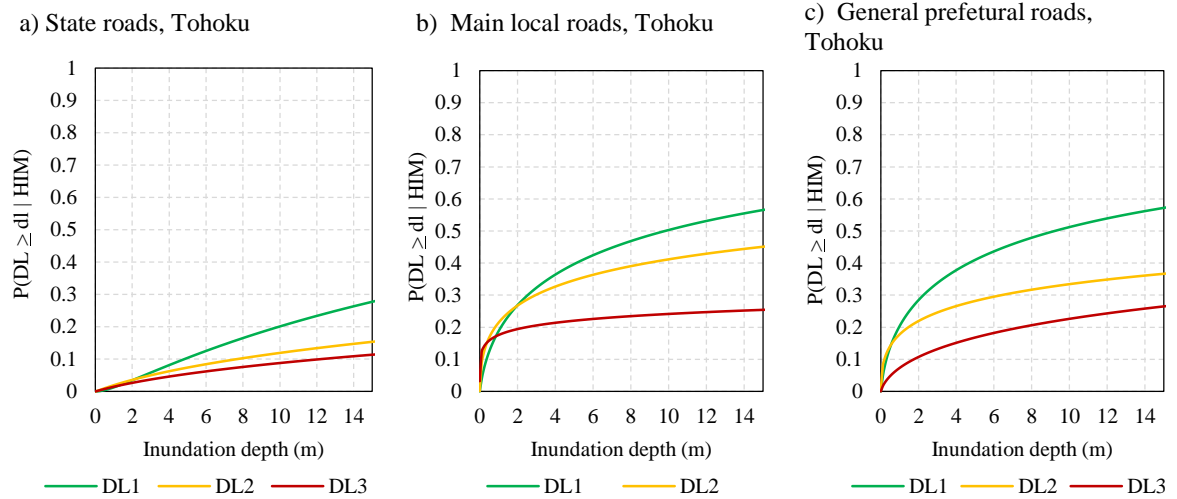 a) State roads, Tohoku
P(DL ≥ dl | HIM)
1
0.9
0.8
0.7
0.6
0.5
0.4
0.3
0.2
0.1
0
0 2 4 6 8 10 12 14
Inundation depth (m)
DL1 DL2 DL3
b) Main local roads, Tohoku
P(DL ≥ dl | HIM)
1
0.9
0.8
0.7
0.6
0.5
0.4
0.3
0.2
0.1
0
0 2 4 6 8 10 12 14
Inundation depth (m)
DL1 DL2
c) General prefetural roads,
Tohoku
P(DL ≥ dl | HIM)
1
0.9
0.8
0.7
0.6
0.5
0.4
0.3
0.2
0.1
0
0 2 4 6 8 10 12 14
Inundation depth (m)
DL1 DL2 DL3